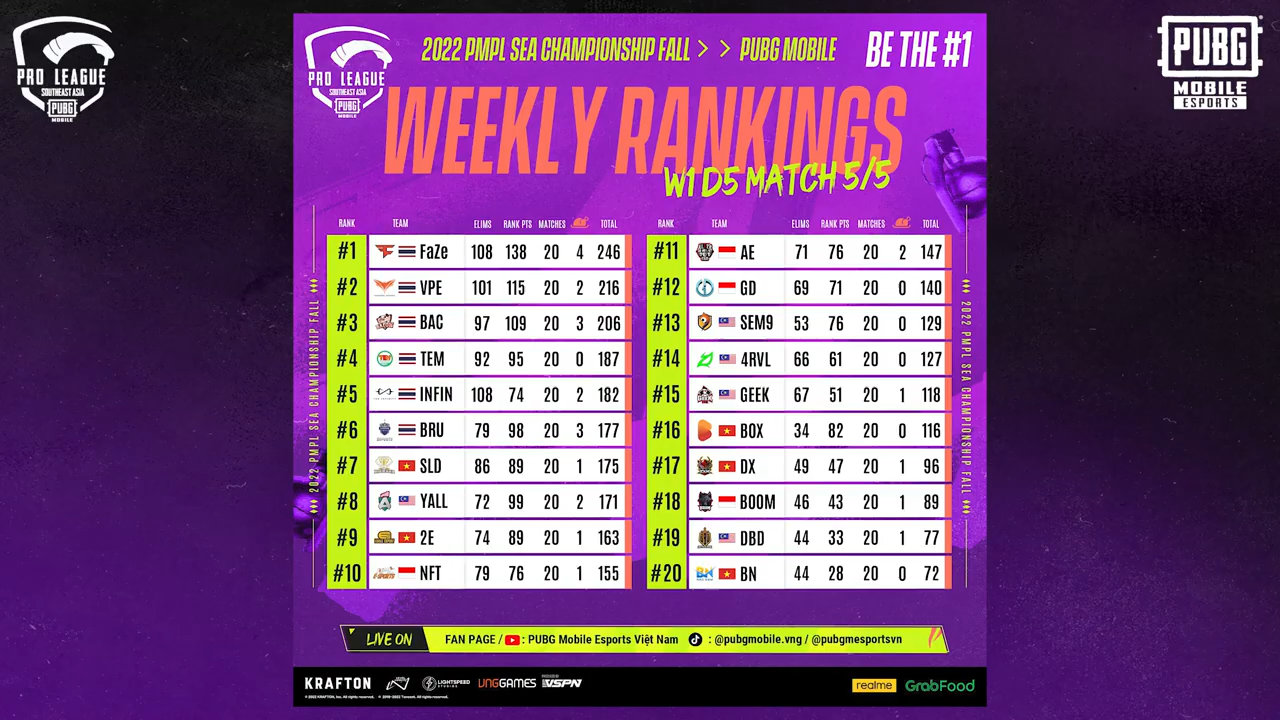 PRO LEAGUE
SOUTHEAST ASIA
PUBG
MOBILE
PRO LEAGUE
SOUTHEAST ASIA
PUBG
MOBILE
2022 PMPL SEA CHAMPIONSHIP FALL > > PUBG MOBILE
BE THE #1
PUBG
MOBILE
ESPORTS
WEEKLY RANKINGS
W1 D5 MATCH 5/5
RANK TEAM ELIMS RANK PTS MATCHES TOTAL
#1 FaZe 108 138 20 4 246
#2 VPE 101 115 20 2 216
#3 BAC 97 109 20 3 206
#4 TEM 92 95 20 0 187
#5 INFIN 108 74 20 2 182
#6 BRU 79 98 20 3 177
#7 SLD 86 89 20 1 175
#8 YALL 72 99 20 2 171
#9 2E 74 89 20 1 163
#10 NFT 79 76 20 1 155
RANK TEAM ELIMS RANK PTS MATCHES TOTAL
#11 AE 71 76 20 2 147
#12 GD 69 71 20 0 140
#13 SEM9 53 76 20 0 129
#14 4RVL 66 61 20 0 127
#15 GEEK 67 51 20 1 118
#16 BOX 34 82 20 0 116
#17 DX 49 47 20 1 96
#18 BOOM 46 43 20 1 89
#19 DBD 44 33 20 1 77
#20 BN 44 28 20 0 72
2022 PMPL SEA CHAMPIONSHIP FALL
2022 PMPL SEA CHAMPIONSHIP FALL
LIVE ON FAN PAGE / : PUBG Mobile Esports Việt Nam : @pubgmobile.vng / @pubgmesportsvn
KRAFTON LIGHTSPEED STUDIOS VNGGAMES VSPN realme GrabFood